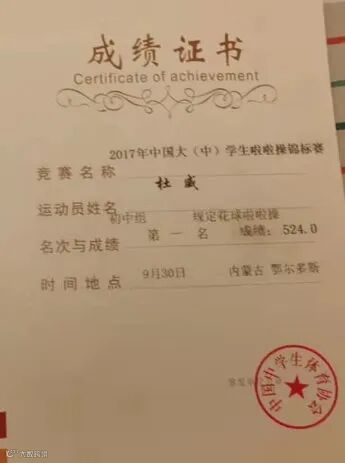 成绩证书
Certificate of achievement
2017年中国大（中）学生啦啦操锦标赛
竞赛名称
杜威
运动员姓名
初中组 规定花球啦啦操
第一名 成绩：524.0
名次与成绩
9月30日 内蒙古 鄂尔多斯
时间地点
中国中学生体育协会
大数跨境